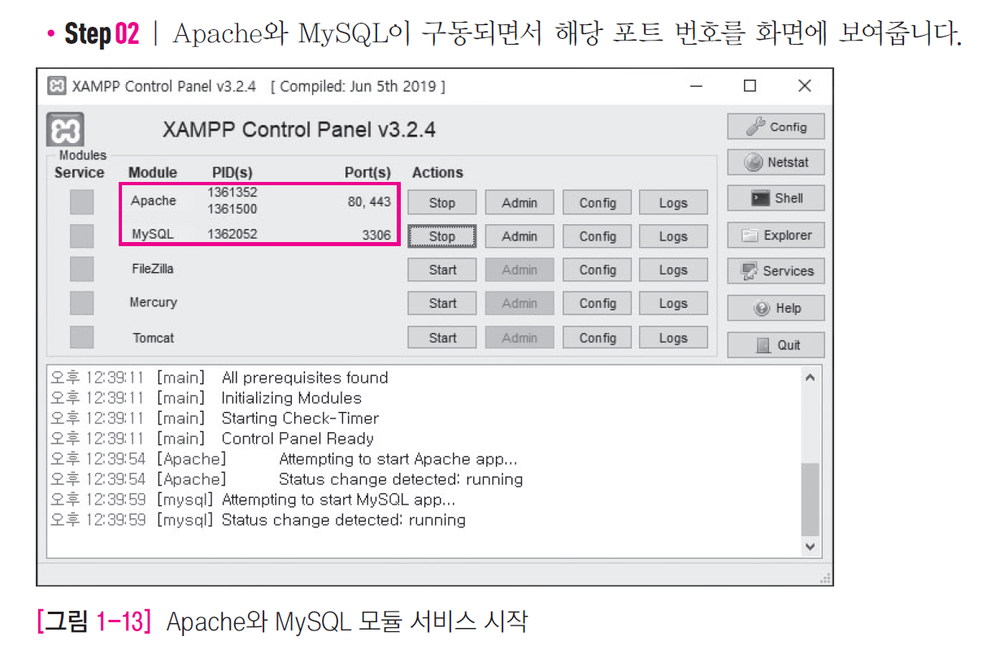 • Step 02 | Apache와 MySQL이 구동되면서 해당 포트 번호를 화면에 보여줍니다.
XAMPP Control Panel v3.2.4 [ Compiled: Jun 5th 2019 ]
XAMPP Control Panel v3.2.4
Config
Modules
Service Module PID(s) Port(s) Actions
Netstat
Apache 1361352 1361500 80, 443 Stop Admin Config Logs
Shell
MySQL 1362052 3306 Stop Admin Config Logs
Explorer
FileZilla Start Admin Config Logs
Services
Mercury Start Admin Config Logs
Help
Tomcat Start Admin Config Logs
Quit
오후 12:39:11 [main] All prerequisites found
오후 12:39:11 [main] Initializing Modules
오후 12:39:11 [main] Starting Check-Timer
오후 12:39:11 [main] Control Panel Ready
오후 12:39:54 [Apache] Attempting to start Apache app...
오후 12:39:54 [Apache] Status change detected: running
오후 12:39:59 [mysql] Attempting to start MySQL app...
오후 12:39:59 [mysql] Status change detected: running
[그림 1-13] Apache와 MySQL 모듈 서비스 시작